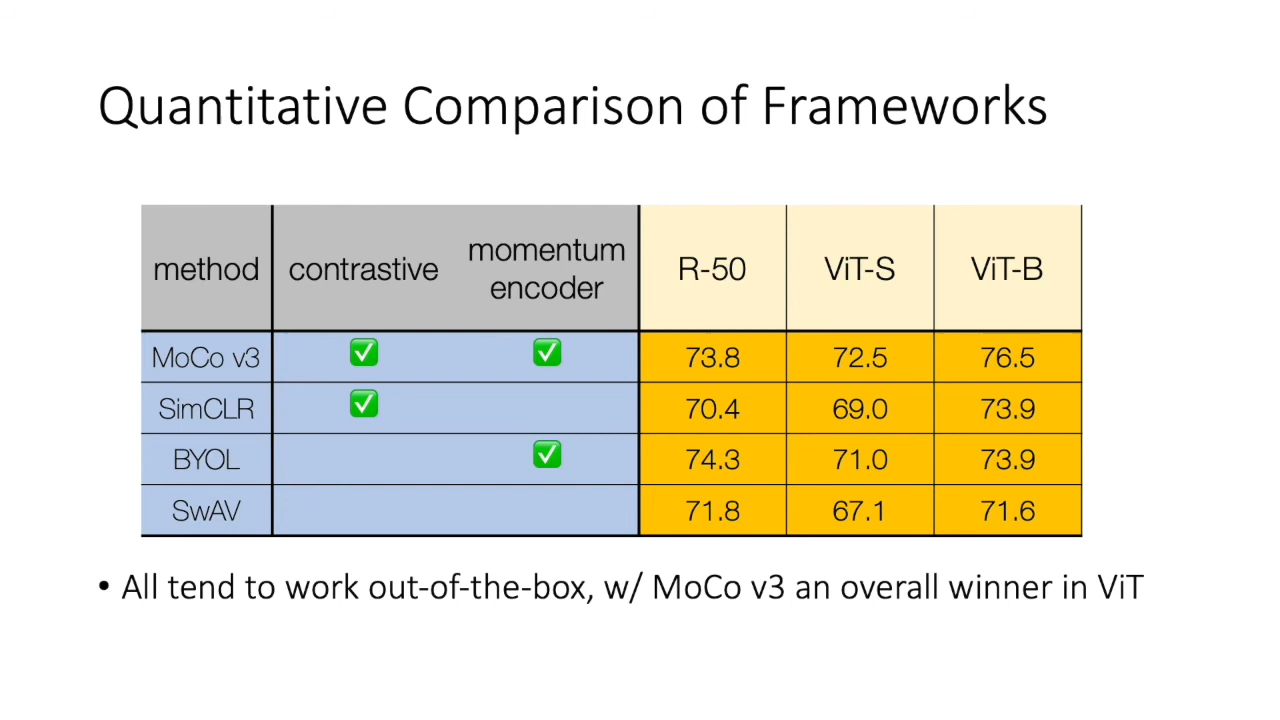 Quantitative Comparison of Frameworks
method contrastive momentum encoder R-50 ViT-S ViT-B
MoCo v3 ✅ ✅ 73.8 72.5 76.5
SimCLR ✅ 70.4 69.0 73.9
BYOL ✅ 74.3 71.0 73.9
SwAV 71.8 67.1 71.6
• All tend to work out-of-the-box, w/ MoCo v3 an overall winner in ViT